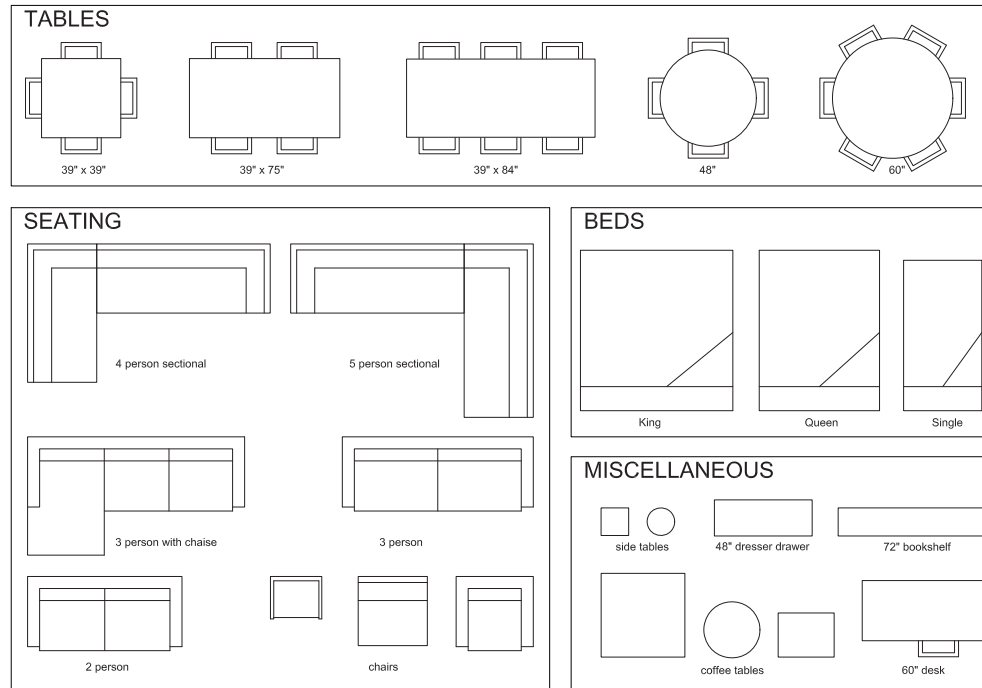 TABLES
39" x 39"
39" x 75"
39" x 84"
48"
60"
SEATING
4 person sectional
5 person sectional
3 person with chaise
3 person
2 person
chairs
BEDS
King
Queen
Single
MISCELLANEOUS
side tables
48" dresser drawer
72" bookshelf
coffee tables
60" desk